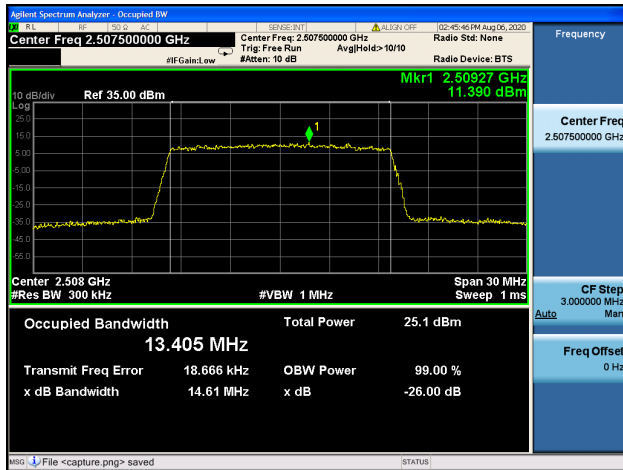 Agilent Spectrum Analyzer - Occupied BW
RL RF 50 Ω AC SENSE:INT ALIGN OFF 02:45:46 PM Aug 06, 2020
Center Freq 2.507500000 GHz
Center Freq: 2.507500000 GHz Radio Std: None
Trig: Free Run Avg|Hold:>10/10
#IFGain:Low #Atten: 10 dB Radio Device: BTS
Frequency
Mkr1 2.50927 GHz
11.390 dBm
10 dB/div Ref 35.00 dBm
Log
25.0
15.0
5.00
-5.00
-15.0
-25.0
-35.0
-45.0
-55.0
1
Center 2.508 GHz Span 30 MHz
#Res BW 300 kHz #VBW 1 MHz Sweep 1 ms
Occupied Bandwidth Total Power 25.1 dBm
13.405 MHz
Transmit Freq Error 18.666 kHz OBW Power 99.00 %
x dB Bandwidth 14.61 MHz x dB -26.00 dB
Center Freq
2.507500000 GHz
CF Step
3.000000 MHz
Auto Man
Freq Offset
0 Hz
MSG File <capture.png> saved STATUS